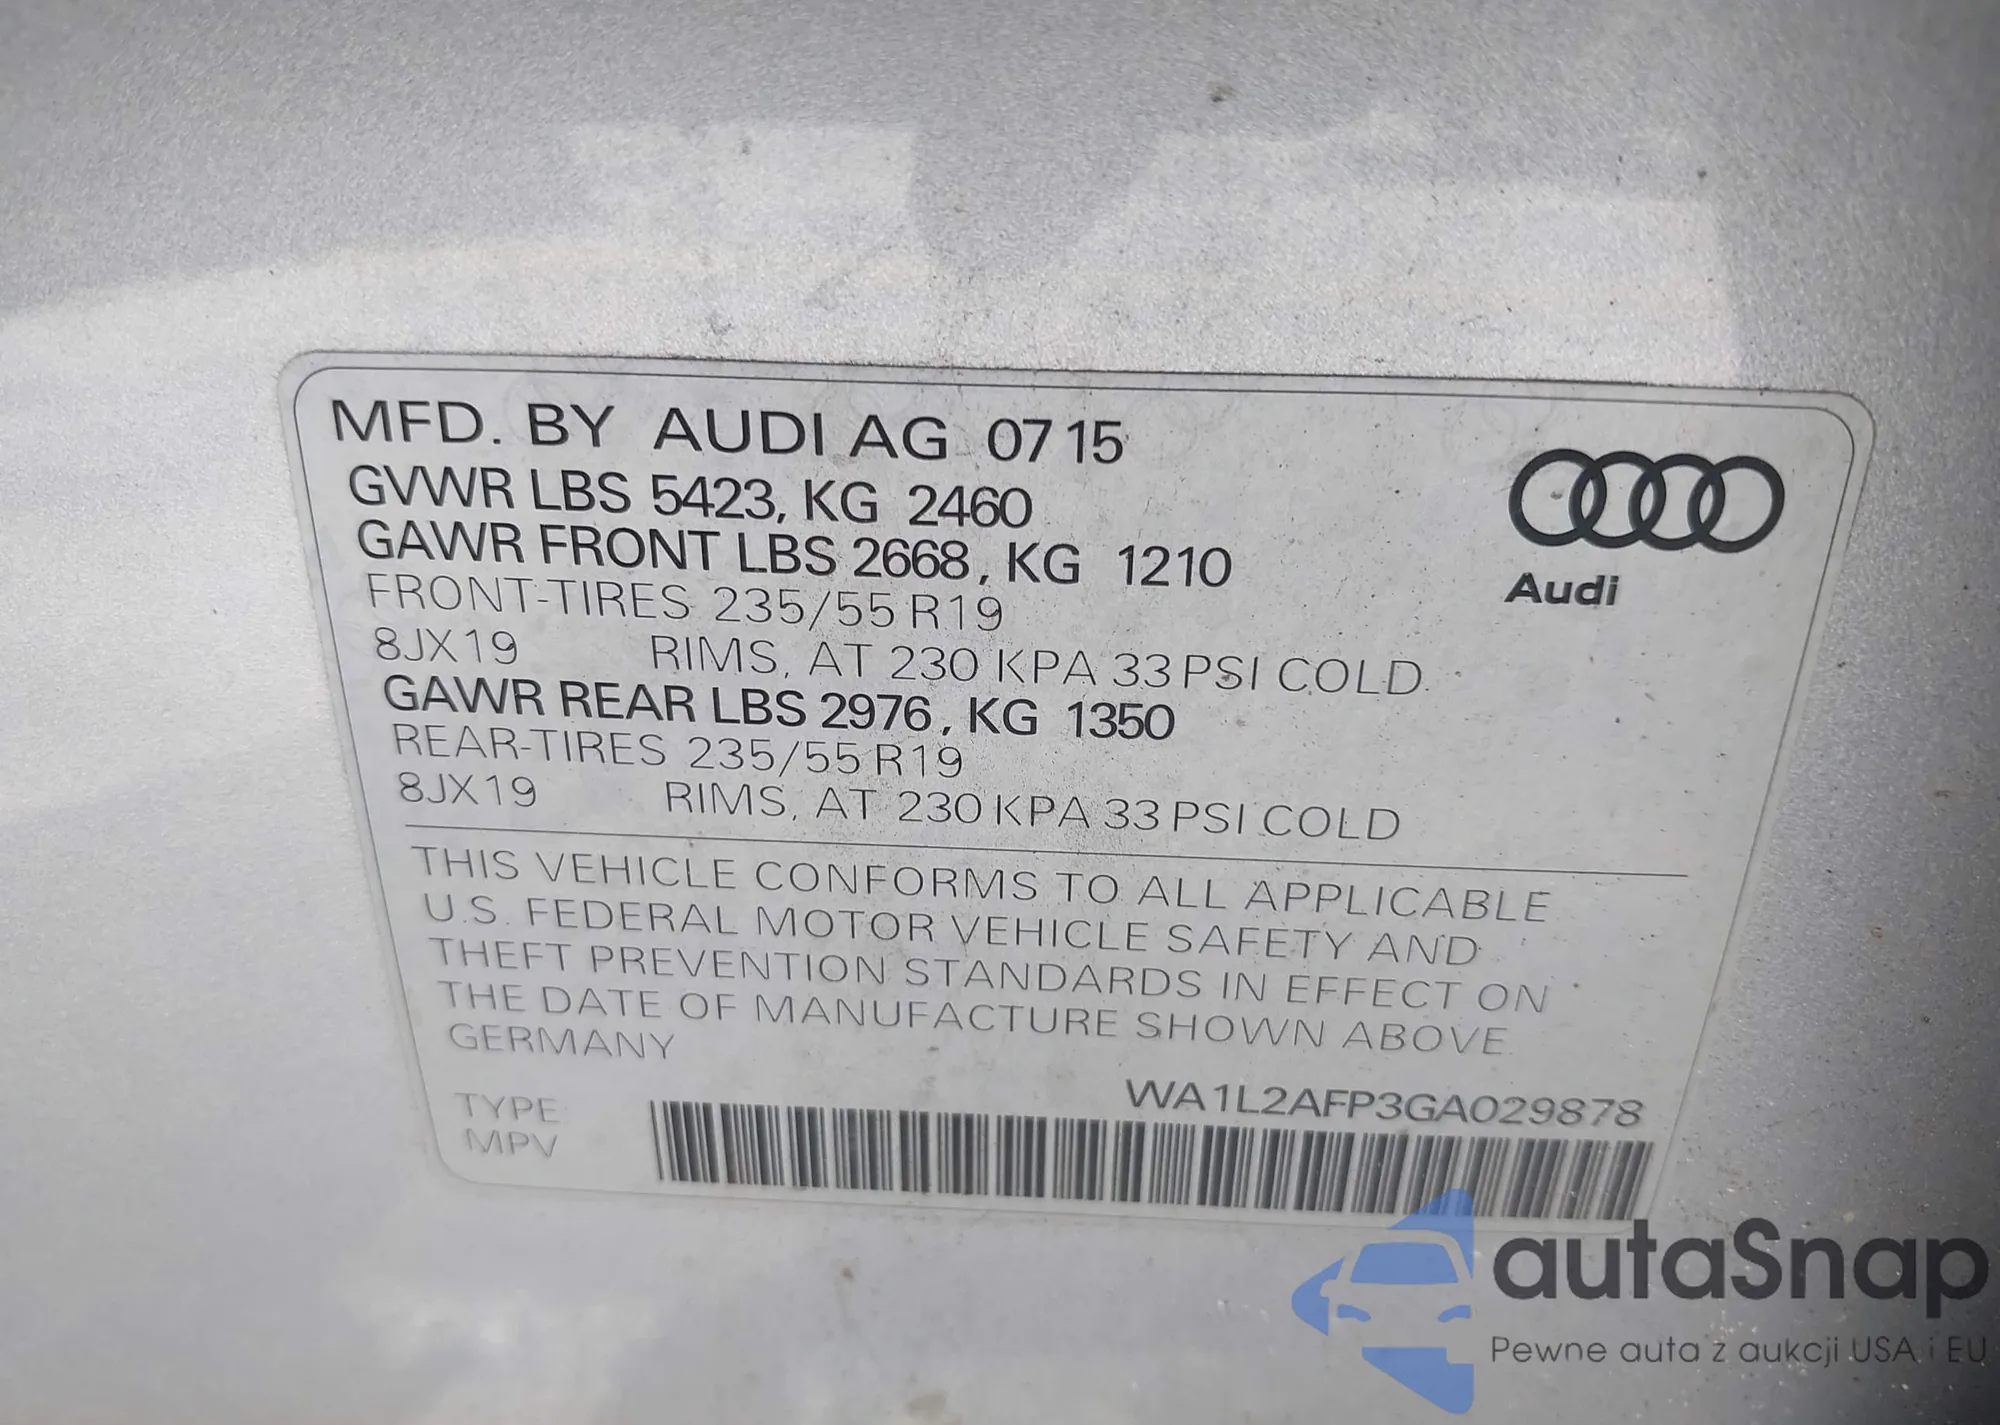 MFD. BY AUDI AG 07 15
GVWR LBS 5423, KG 2460
GAWR FRONT LBS 2668, KG 1210
FRONT-TIRES 235/55 R19
8JX19 RIMS, AT 230 KPA 33 PSI COLD.
GAWR REAR LBS 2976, KG 1350
REAR-TIRES 235/55 R19
8JX19 RIMS, AT 230 KPA 33 PSI COLD
Audi
THIS VEHICLE CONFORMS TO ALL APPLICABLE
U.S. FEDERAL MOTOR VEHICLE SAFETY AND
THEFT PREVENTION STANDARDS IN EFFECT ON
THE DATE OF MANUFACTURE SHOWN ABOVE.
GERMANY
WA1L2AFP3GA029878
TYPE
MPV
autaSnap
Pewne auta z aukcji USA i EU